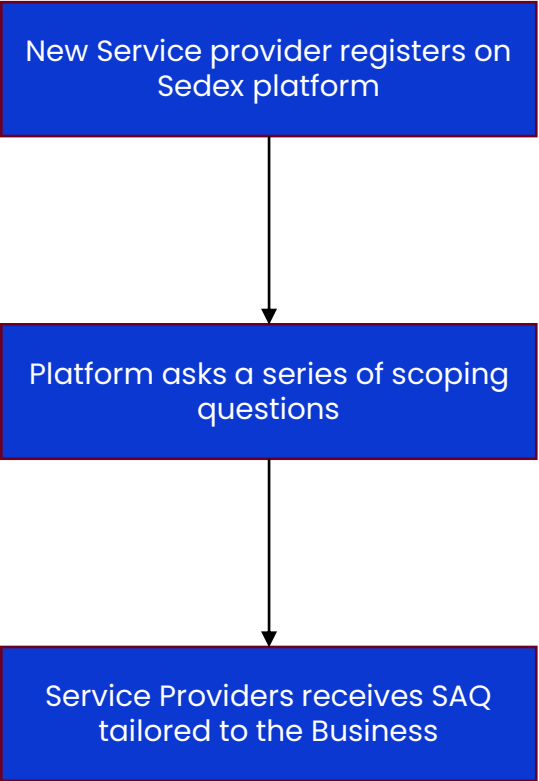 New Service provider registers on
Sedex platform
Platform asks a series of scoping
questions
Service Providers receives SAQ
tailored to the Business